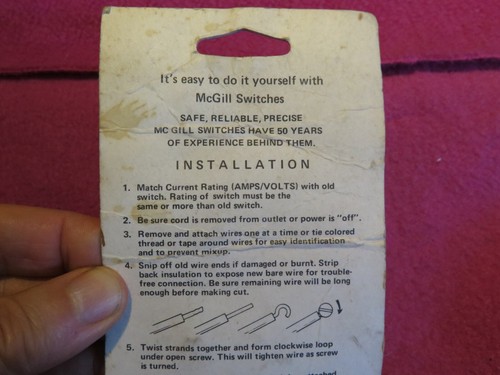 It's easy to do it yourself with
McGill Switches
SAFE, RELIABLE, PRECISE
MC GILL SWITCHES HAVE 50 YEARS
OF EXPERIENCE BEHIND THEM.
INSTALLATION
1. Match Current Rating (AMPS/VOLTS) with old
switch. Rating of switch must be the
same or more than old switch.
2. Be sure cord is removed from outlet or power is "off".
3. Remove and attach wires one at a time or tie colored
thread or tape around wires for easy identification
and to prevent mixup.
4. Snip off old wire ends if damaged or burnt. Strip
back insulation to expose new bare wire for trouble-
free connection. Be sure remaining wire will be long
enough before making cut.
5. Twist strands together and form clockwise loop
under open screw. This will tighten wire as screw
is turned.